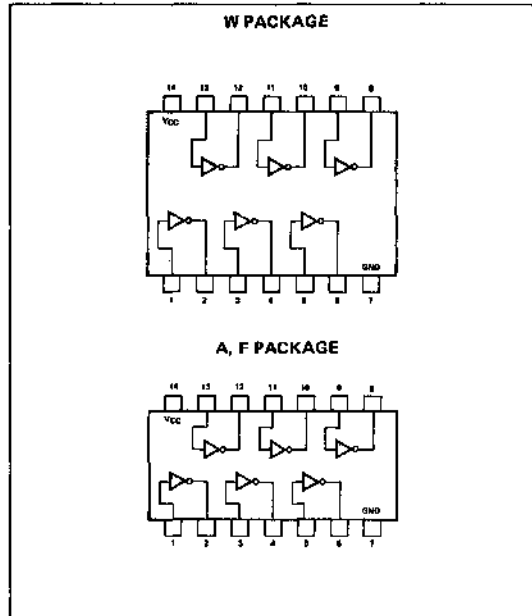 W PACKAGE
14 13 12 11 10 9 8
VCC
GND
1 2 3 4 5 6 7
A, F PACKAGE
14 13 12 11 10 9 8
VCC
GND
1 2 3 4 5 6 7